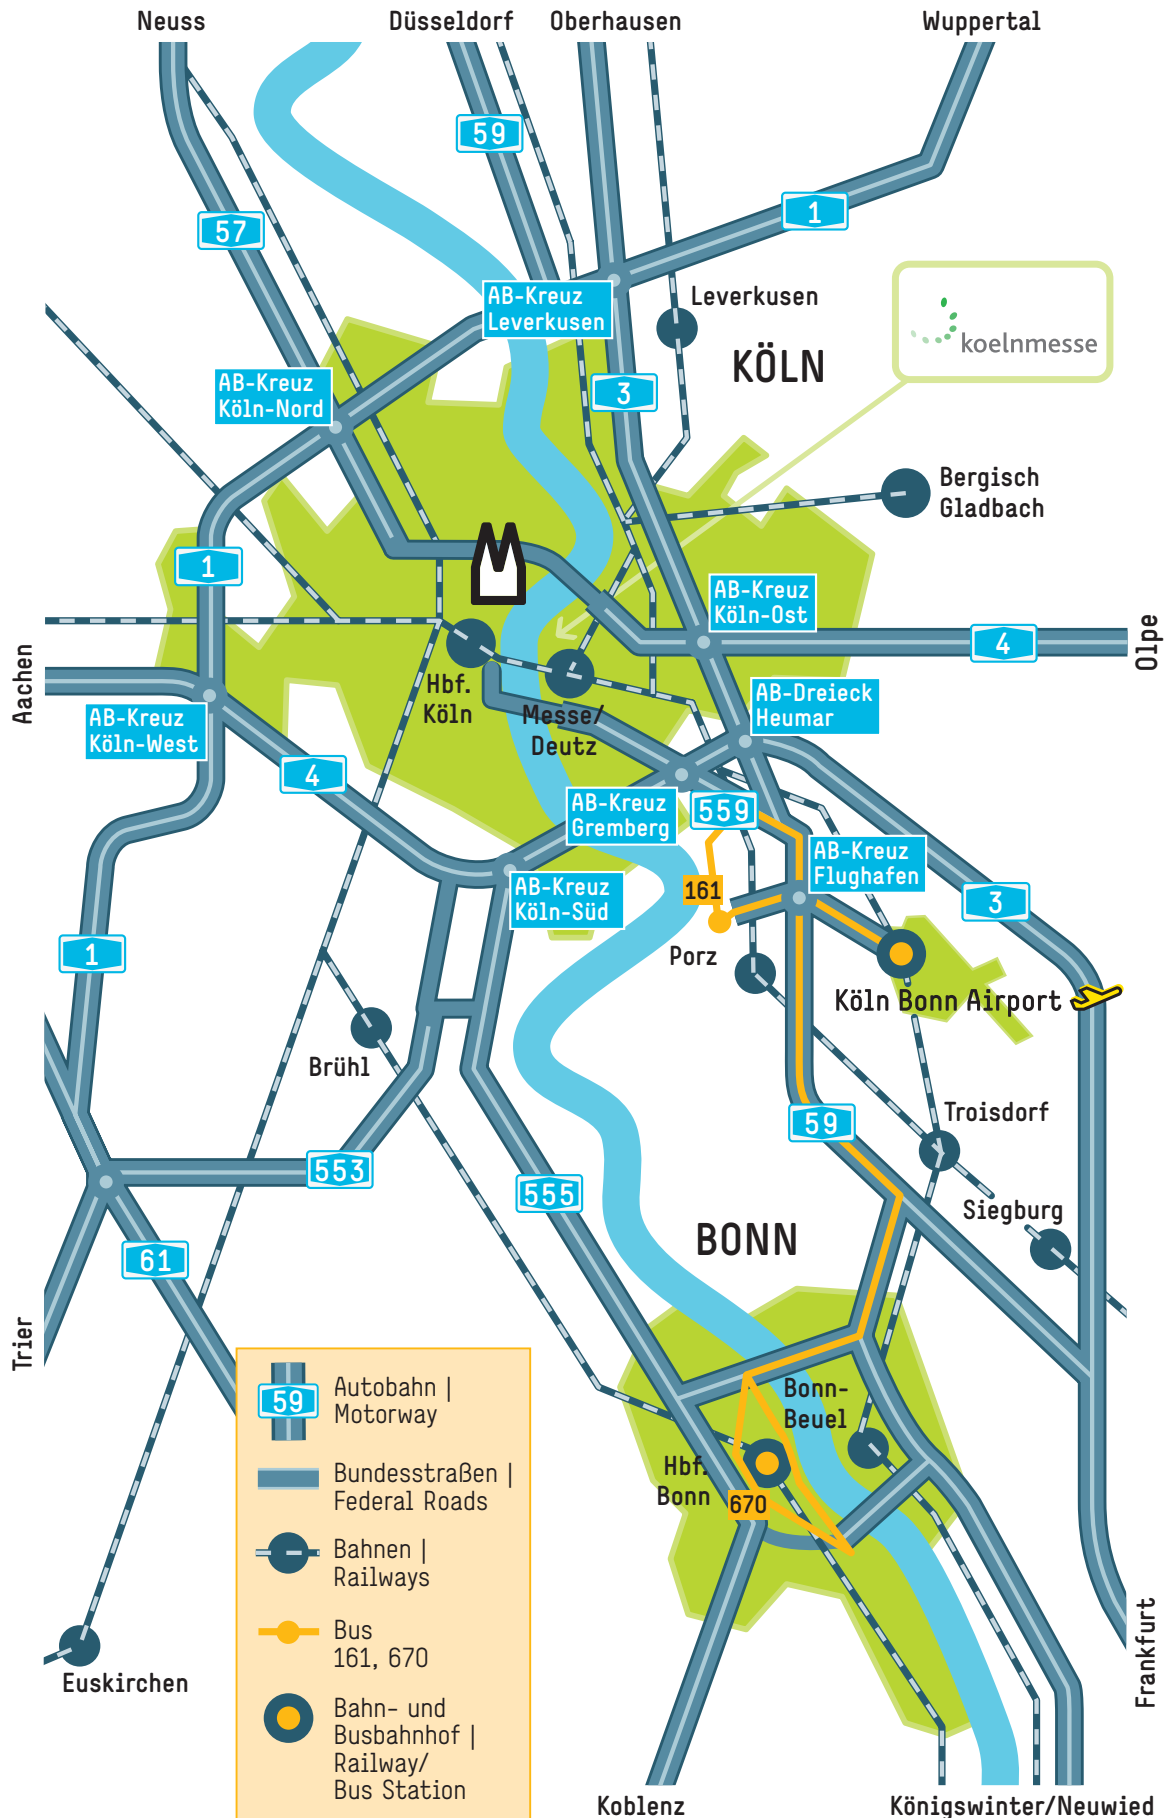 Neuss
Düsseldorf
Oberhausen
Wuppertal
59
1
57
AB-Kreuz
Leverkusen
Leverkusen
koelnmesse
KÖLN
AB-Kreuz
Köln-Nord
3
Bergisch
Gladbach
1
AB-Kreuz
Köln-Ost
4
Olpe
Aachen
Hbf.
Köln
Messe/
Deutz
AB-Dreieck
Heumar
AB-Kreuz
Köln-West
4
AB-Kreuz
Gremberg
559
AB-Kreuz
Flughafen
AB-Kreuz
Köln-Süd
161
3
1
Porz
Köln Bonn Airport
Brühl
Troisdorf
59
553
555
Siegburg
BONN
61
Trier
Bonn-
Beuel
Hbf.
Bonn
670
59
Autobahn |
Motorway
Bundesstraßen |
Federal Roads
Bahnen |
Railways
Bus
161, 670
Bahn- und
Busbahnhof |
Railway/
Bus Station
Euskirchen
Frankfurt
Koblenz
Königswinter/Neuwied